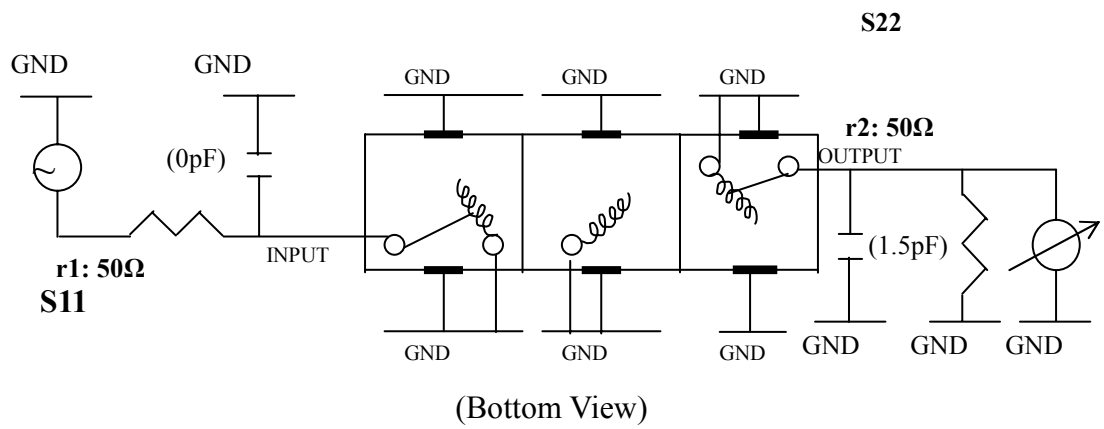 S22
GND
GND
GND
GND
GND
r2: 50Ω
(0pF)
OUTPUT
~
INPUT
(1.5pF)
r1: 50Ω
S11
GND
GND
GND
GND
GND
GND
(Bottom View)